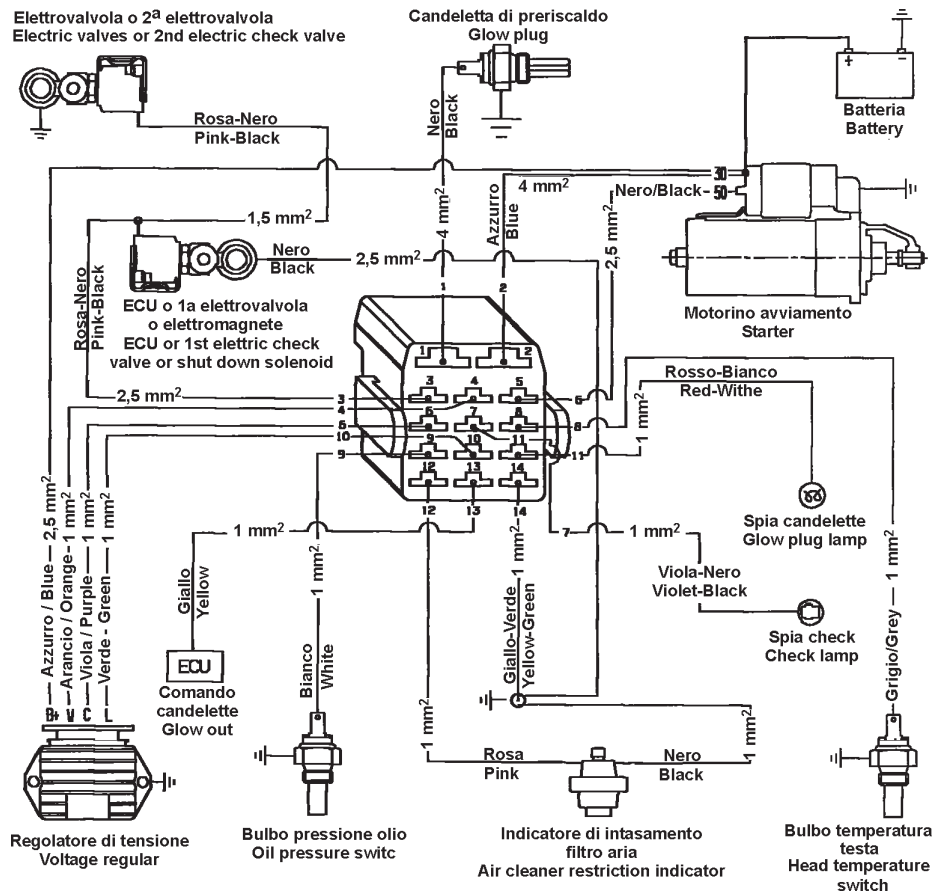 Elettrovalvola o 2ª elettrovalvola
Electric valves or 2nd electric check valve
Candeletta di preriscaldo
Glow plug
+ -
Batteria
Battery
Rosa-Nero
Pink-Black
Nero
Black
4 mm²
Azzurro
Blue
4 mm²
30
Nero/Black
50
2,5 mm²
1,5 mm²
Nero
Black
2,5 mm²
Rosa-Nero
Pink-Black
ECU o 1a elettrovalvola
o elettromagnete
ECU or 1st elettric check
valve or shut down solenoid
Motorino avviamento
Starter
1
2
1
2
3
4
5
6
7
8
9
10
11
12
13
14
2,5 mm²
3
4
6
10
9
6
8
11
12
13
14
7
Rosso-Bianco
Red-Withe
1 mm²
Spia candelette
Glow plug lamp
1 mm²
Viola-Nero
Violet-Black
Spia check
Check lamp
1 mm²
Grigio/Grey
Azzurro / Blue
2,5 mm²
Arancio / Orange
1 mm²
Viola / Purple
1 mm²
Verde - Green
1 mm²
B+ W C L
Regolatore di tensione
Voltage regular
1 mm²
Giallo
Yellow
ECU
Comando
candelette
Glow out
1 mm²
Bianco
White
Bulbo pressione olio
Oil pressure switc
1 mm²
Giallo-Verde
Yellow-Green
1 mm²
Rosa
Pink
Nero
Black
1 mm²
Indicatore di intasamento
filtro aria
Air cleaner restriction indicator
Bulbo temperatura
testa
Head temperature
switch